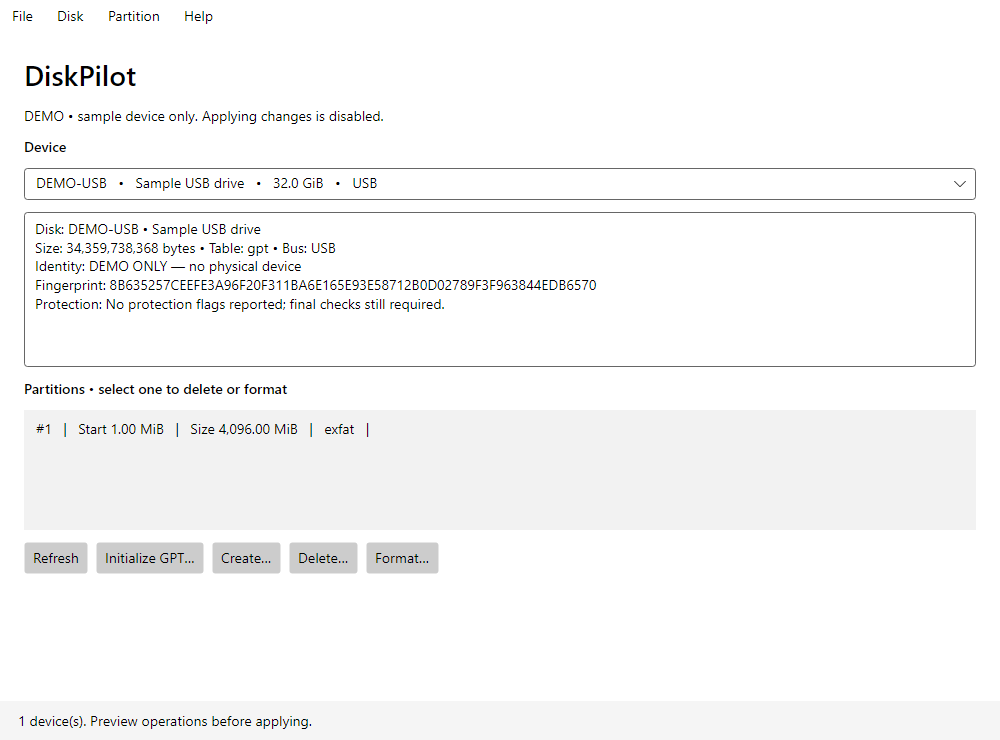 File Disk Partition Help
DiskPilot
DEMO • sample device only. Applying changes is disabled.
Device
DEMO-USB • Sample USB drive • 32.0 GiB • USB
Disk: DEMO-USB • Sample USB drive
Size: 34,359,738,368 bytes • Table: gpt • Bus: USB
Identity: DEMO ONLY — no physical device
Fingerprint: 8B635257CEEFE3A96F20F311BA6E165E93E58712B0D02789F3F963844EDB6570
Protection: No protection flags reported; final checks still required.
Partitions • select one to delete or format
#1 | Start 1.00 MiB | Size 4,096.00 MiB | exfat |
Refresh Initialize GPT... Create... Delete... Format...
1 device(s). Preview operations before applying.